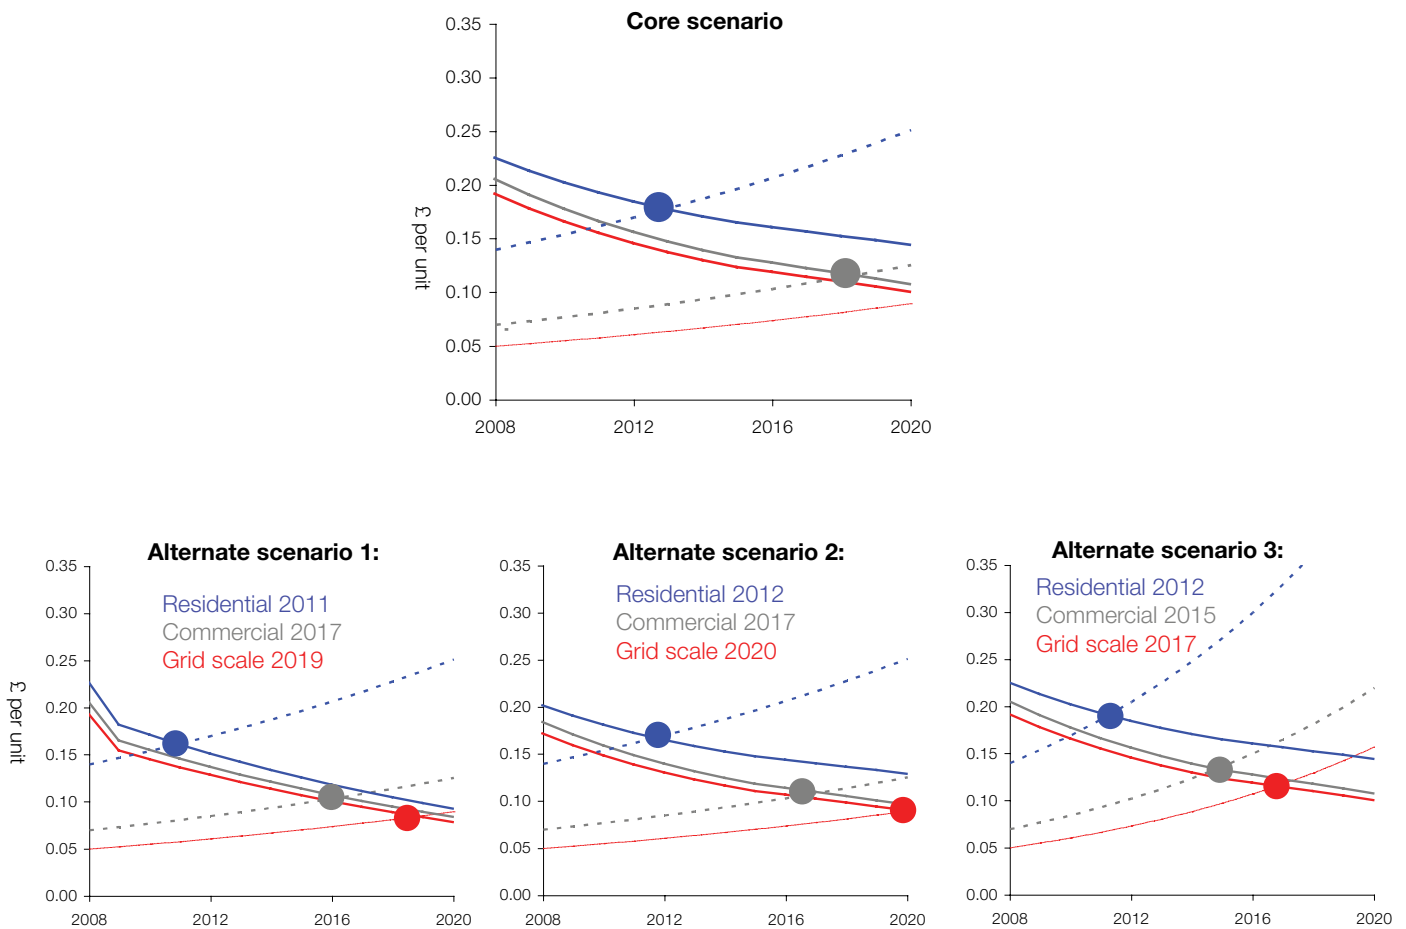 Core scenario
0.35
0.30
0.25
0.20
0.15
0.10
0.05
0.00
£ per unit
2008 2012 2016 2020
Alternate scenario 1:
0.35
0.30
0.25
0.20
0.15
0.10
0.05
0.00
£ per unit
Residential 2011
Commercial 2017
Grid scale 2019
2008 2012 2016 2020
Alternate scenario 2:
0.35
0.30
0.25
0.20
0.15
0.10
0.05
0.00
Residential 2012
Commercial 2017
Grid scale 2020
2008 2012 2016 2020
Alternate scenario 3:
0.35
0.30
0.25
0.20
0.15
0.10
0.05
0.00
Residential 2012
Commercial 2015
Grid scale 2017
2008 2012 2016 2020